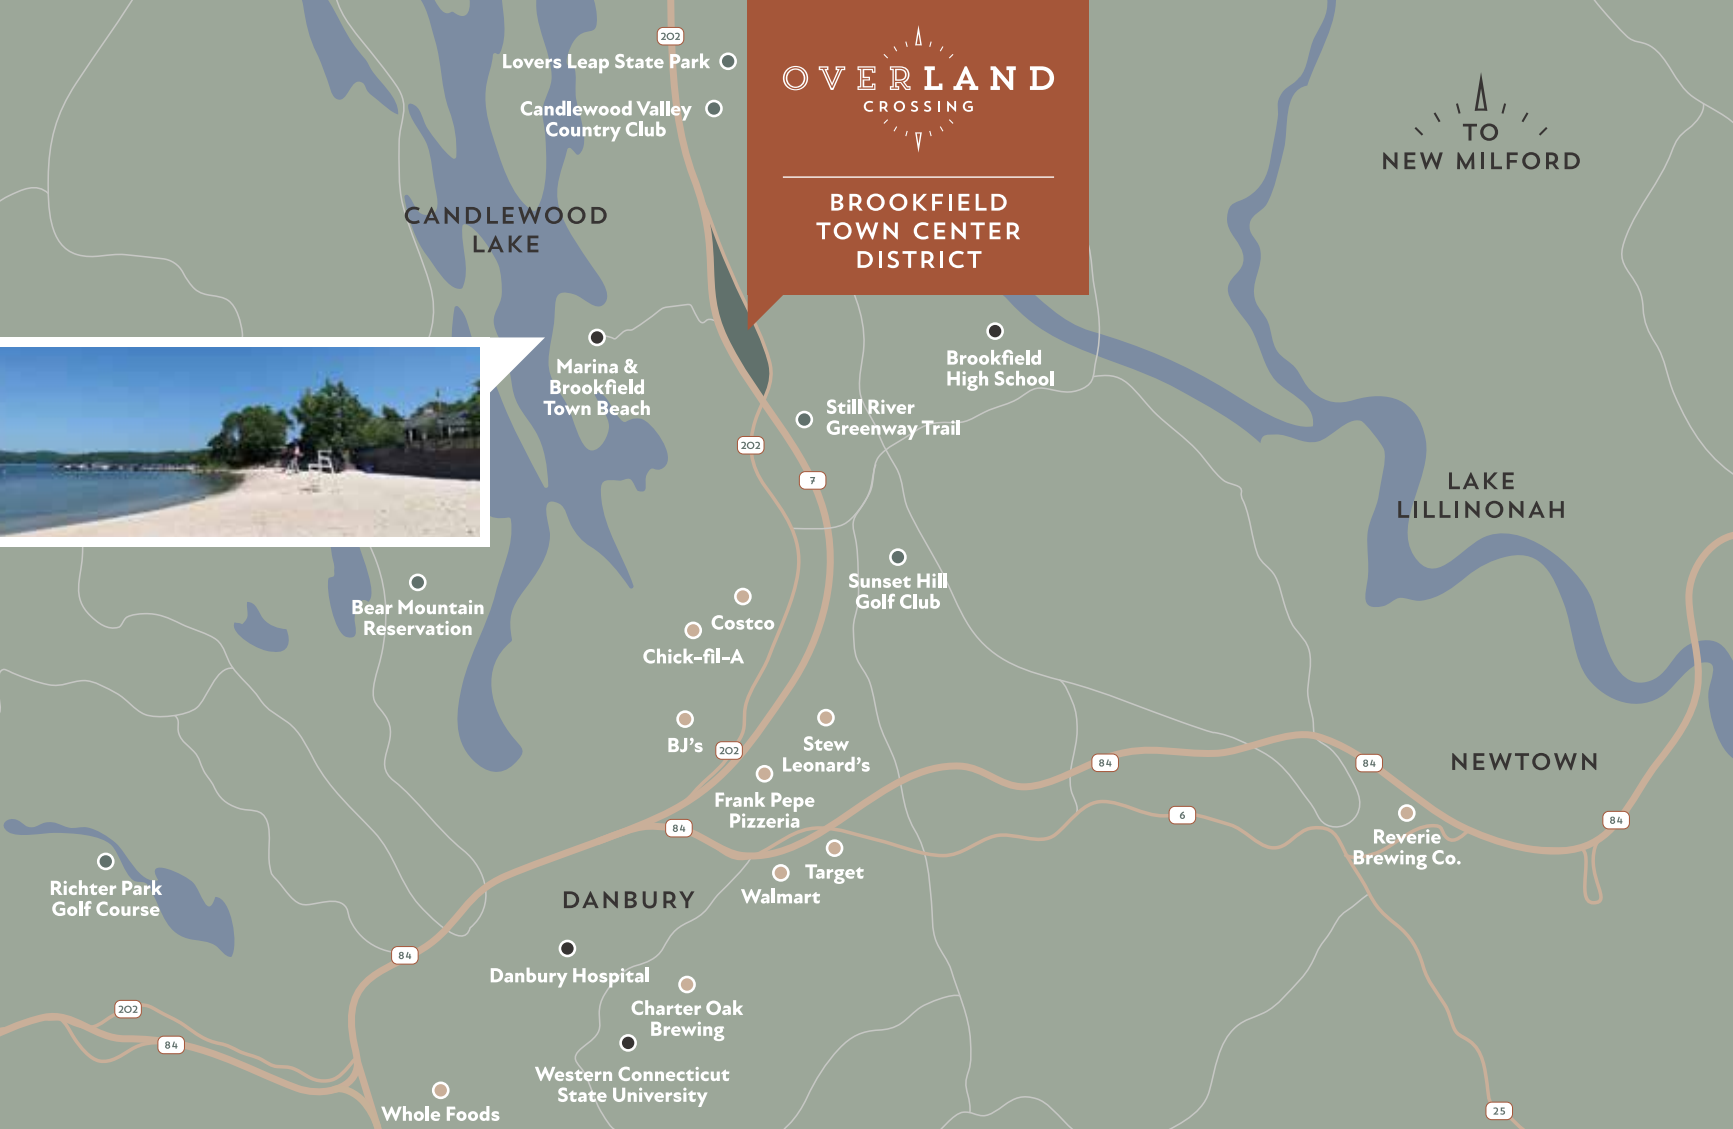 202
Lovers Leap State Park
Candlewood Valley
Country Club
OVERLAND
CROSSING
BROOKFIELD
TOWN CENTER
DISTRICT
TO
NEW MILFORD
CANDLEWOOD
LAKE
Marina &
Brookfield
Town Beach
Brookfield
High School
Still River
Greenway Trail
202
7
LAKE
LILLINONAH
Bear Mountain
Reservation
Sunset Hill
Golf Club
Costco
Chick-fil-A
BJ's
202
Stew
Leonard's
Frank Pepe
Pizzeria
84
84
84
NEWTOWN
6
84
Reverie
Brewing Co.
Target
Walmart
Richter Park
Golf Course
DANBURY
84
Danbury Hospital
Charter Oak
Brewing
202
84
Western Connecticut
State University
Whole Foods
25